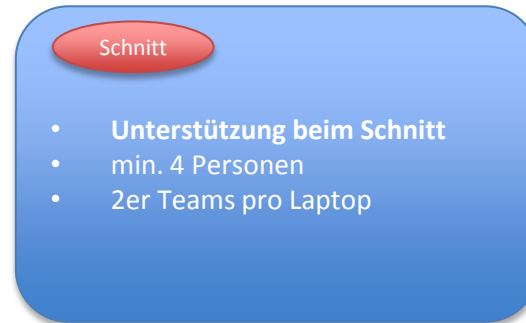 Schnitt
• Unterstützung beim Schnitt
• min. 4 Personen
• 2er Teams pro Laptop